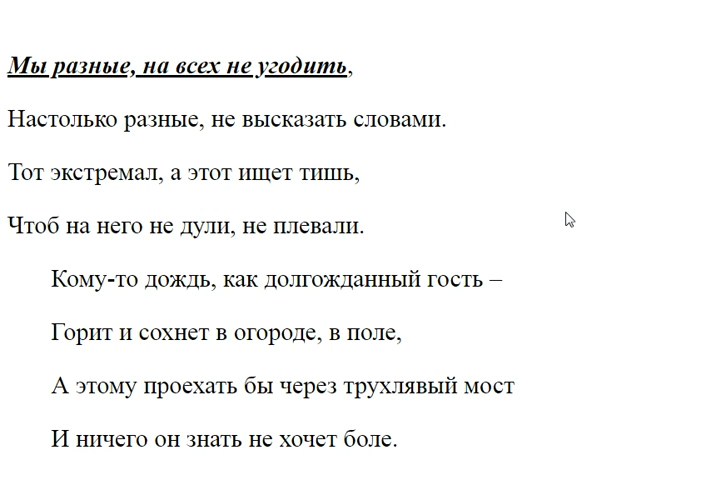 Мы разные, на всех не угодить,
Настолько разные, не высказать словами.
Тот экстремал, а этот ищет тишь,
Чтоб на него не дули, не плевали.
Кому-то дождь, как долгожданный гость –
Горит и сохнет в огороде, в поле,
А этому проехать бы через трухлявый мост
И ничего он знать не хочет боле.